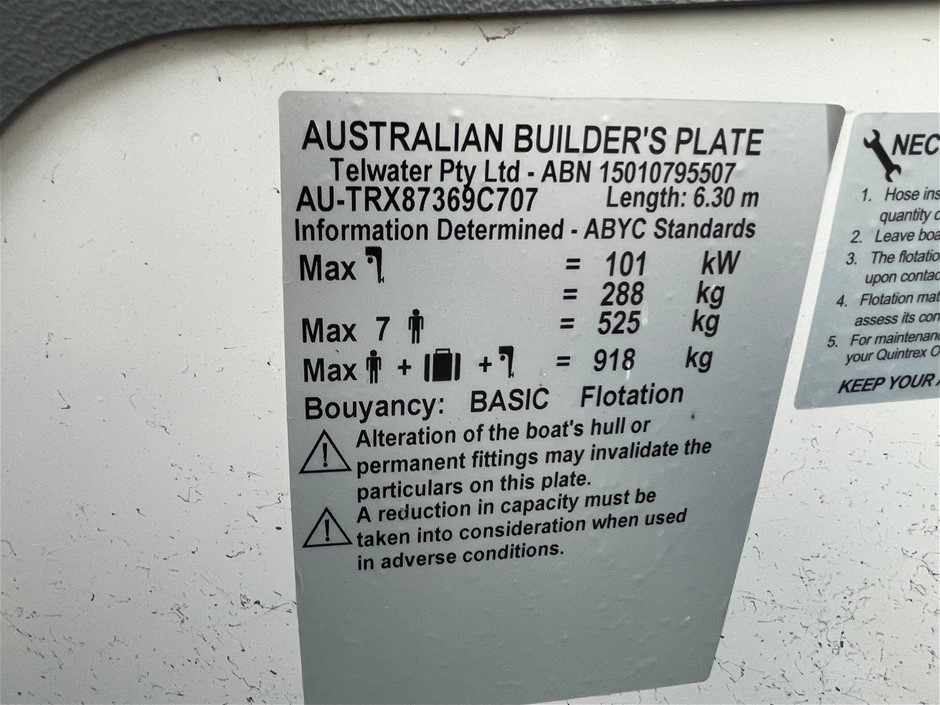 AUSTRALIAN BUILDER'S PLATE
Telwater Pty Ltd - ABN 15010795507
AU-TRX87369C707 Length: 6.30 m
Information Determined - ABYC Standards
Max = 101 kW
= 288 kg
Max 7 = 525 kg
Max + + = 918 kg
Bouyancy: BASIC Flotation
Alteration of the boat's hull or
permanent fittings may invalidate the
particulars on this plate.
A reduction in capacity must be
taken into consideration when used
in adverse conditions.
NEC
1. Hose ins
quantity o
2. Leave boa
3. The flotatio
upon contac
4. Flotation mat
assess its con
5. For maintenanc
your Quintrex O
KEEP YOUR